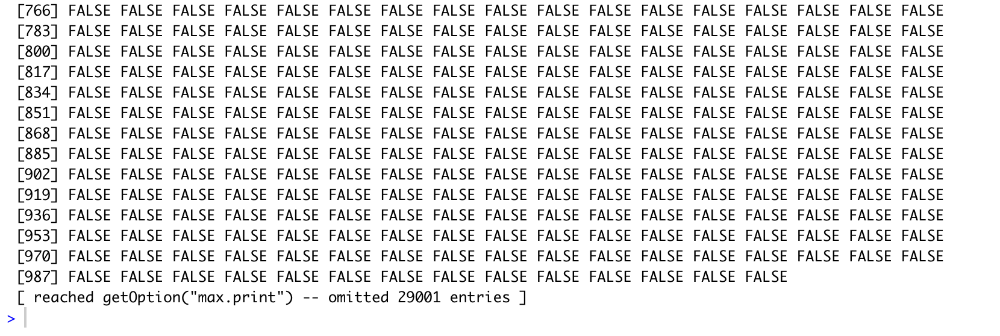 [766] FALSE FALSE FALSE FALSE FALSE FALSE FALSE FALSE FALSE FALSE FALSE FALSE FALSE FALSE FALSE FALSE FALSE
[783] FALSE FALSE FALSE FALSE FALSE FALSE FALSE FALSE FALSE FALSE FALSE FALSE FALSE FALSE FALSE FALSE FALSE
[800] FALSE FALSE FALSE FALSE FALSE FALSE FALSE FALSE FALSE FALSE FALSE FALSE FALSE FALSE FALSE FALSE FALSE
[817] FALSE FALSE FALSE FALSE FALSE FALSE FALSE FALSE FALSE FALSE FALSE FALSE FALSE FALSE FALSE FALSE FALSE
[834] FALSE FALSE FALSE FALSE FALSE FALSE FALSE FALSE FALSE FALSE FALSE FALSE FALSE FALSE FALSE FALSE FALSE
[851] FALSE FALSE FALSE FALSE FALSE FALSE FALSE FALSE FALSE FALSE FALSE FALSE FALSE FALSE FALSE FALSE FALSE
[868] FALSE FALSE FALSE FALSE FALSE FALSE FALSE FALSE FALSE FALSE FALSE FALSE FALSE FALSE FALSE FALSE FALSE
[885] FALSE FALSE FALSE FALSE FALSE FALSE FALSE FALSE FALSE FALSE FALSE FALSE FALSE FALSE FALSE FALSE FALSE
[902] FALSE FALSE FALSE FALSE FALSE FALSE FALSE FALSE FALSE FALSE FALSE FALSE FALSE FALSE FALSE FALSE FALSE
[919] FALSE FALSE FALSE FALSE FALSE FALSE FALSE FALSE FALSE FALSE FALSE FALSE FALSE FALSE FALSE FALSE FALSE
[936] FALSE FALSE FALSE FALSE FALSE FALSE FALSE FALSE FALSE FALSE FALSE FALSE FALSE FALSE FALSE FALSE FALSE
[953] FALSE FALSE FALSE FALSE FALSE FALSE FALSE FALSE FALSE FALSE FALSE FALSE FALSE FALSE FALSE FALSE FALSE
[970] FALSE FALSE FALSE FALSE FALSE FALSE FALSE FALSE FALSE FALSE FALSE FALSE FALSE FALSE FALSE FALSE FALSE
[987] FALSE FALSE FALSE FALSE FALSE FALSE FALSE FALSE FALSE FALSE FALSE FALSE FALSE FALSE
[ reached getOption("max.print") -- omitted 29001 entries ]
>